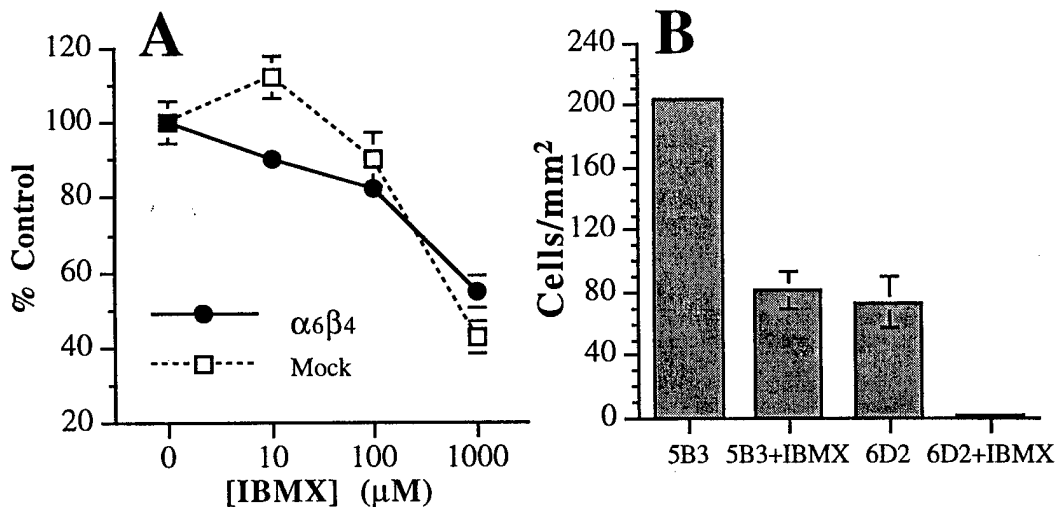 A
120
100
80
60
40
20
% Control
α6β4
Mock
0 10 100 1000
[IBMX] (μM)
B
240
200
160
120
80
40
0
Cells/mm²
5B3 5B3+IBMX 6D2 6D2+IBMX